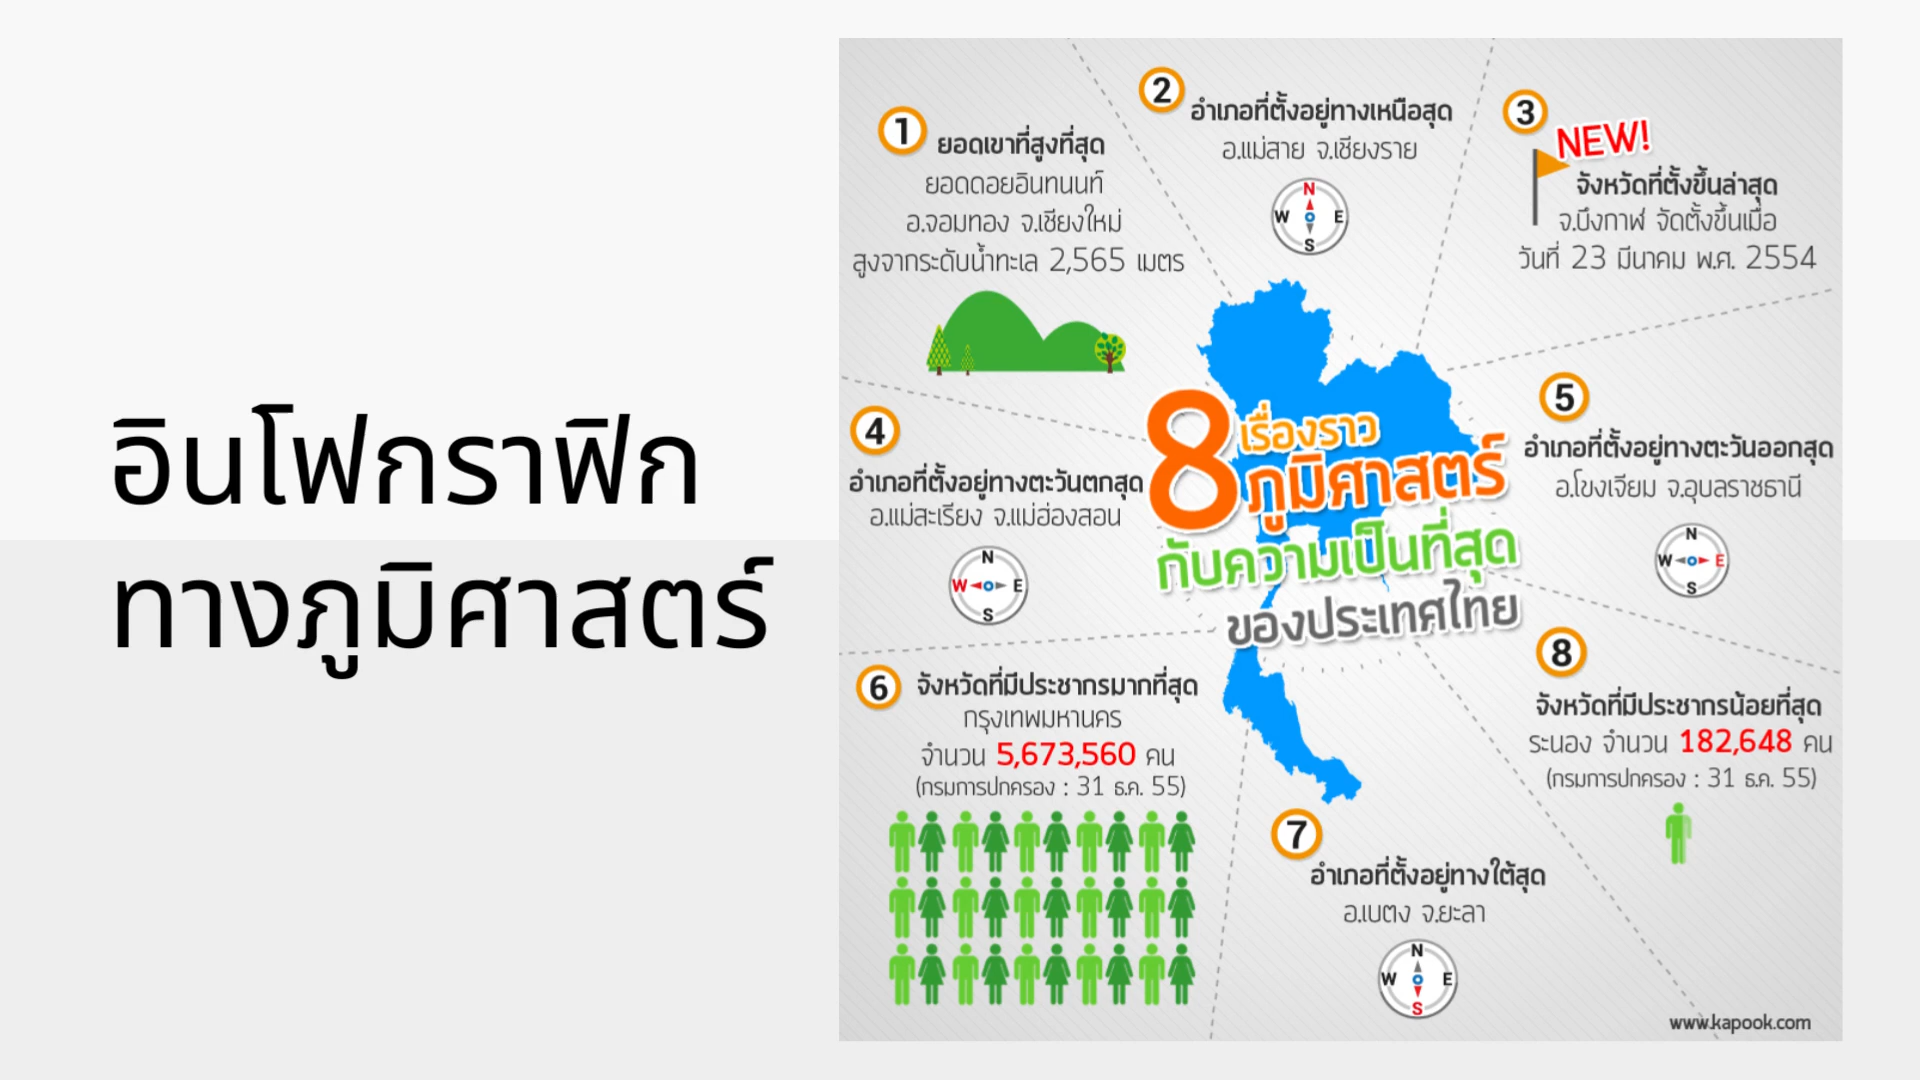 อินโฟกราฟิก
ทางภูมิศาสตร์
1
ยอดเขาที่สูงที่สุด
ยอดดอยอินทนนท์
อ.จอมทอง จ.เชียงใหม่
สูงจากระดับน้ำทะเล 2,565 เมตร
2
อำเภอที่ตั้งอยู่ทางเหนือสุด
อ.แม่สาย จ.เชียงราย
N
W E
S
3
NEW!
จังหวัดที่ตั้งขึ้นล่าสุด
จ.บึงกาฬ จัดตั้งขึ้นเมื่อ
วันที่ 23 มีนาคม พ.ศ. 2554
8 เรื่องราว
ภูมิศาสตร์
กับความเป็นที่สุด
ของประเทศไทย
4
อำเภอที่ตั้งอยู่ทางตะวันตกสุด
อ.แม่สะเรียง จ.แม่ฮ่องสอน
N
W E
S
5
อำเภอที่ตั้งอยู่ทางตะวันออกสุด
อ.โขงเจียม จ.อุบลราชธานี
N
W E
S
6
จังหวัดที่มีประชากรมากที่สุด
กรุงเทพมหานคร
จำนวน 5,673,560 คน
(กรมการปกครอง : 31 ธ.ค. 55)
7
อำเภอที่ตั้งอยู่ทางใต้สุด
อ.เบตง จ.ยะลา
N
W E
S
8
จังหวัดที่มีประชากรน้อยที่สุด
ระนอง จำนวน 182,648 คน
(กรมการปกครอง : 31 ธ.ค. 55)
www.kapook.com